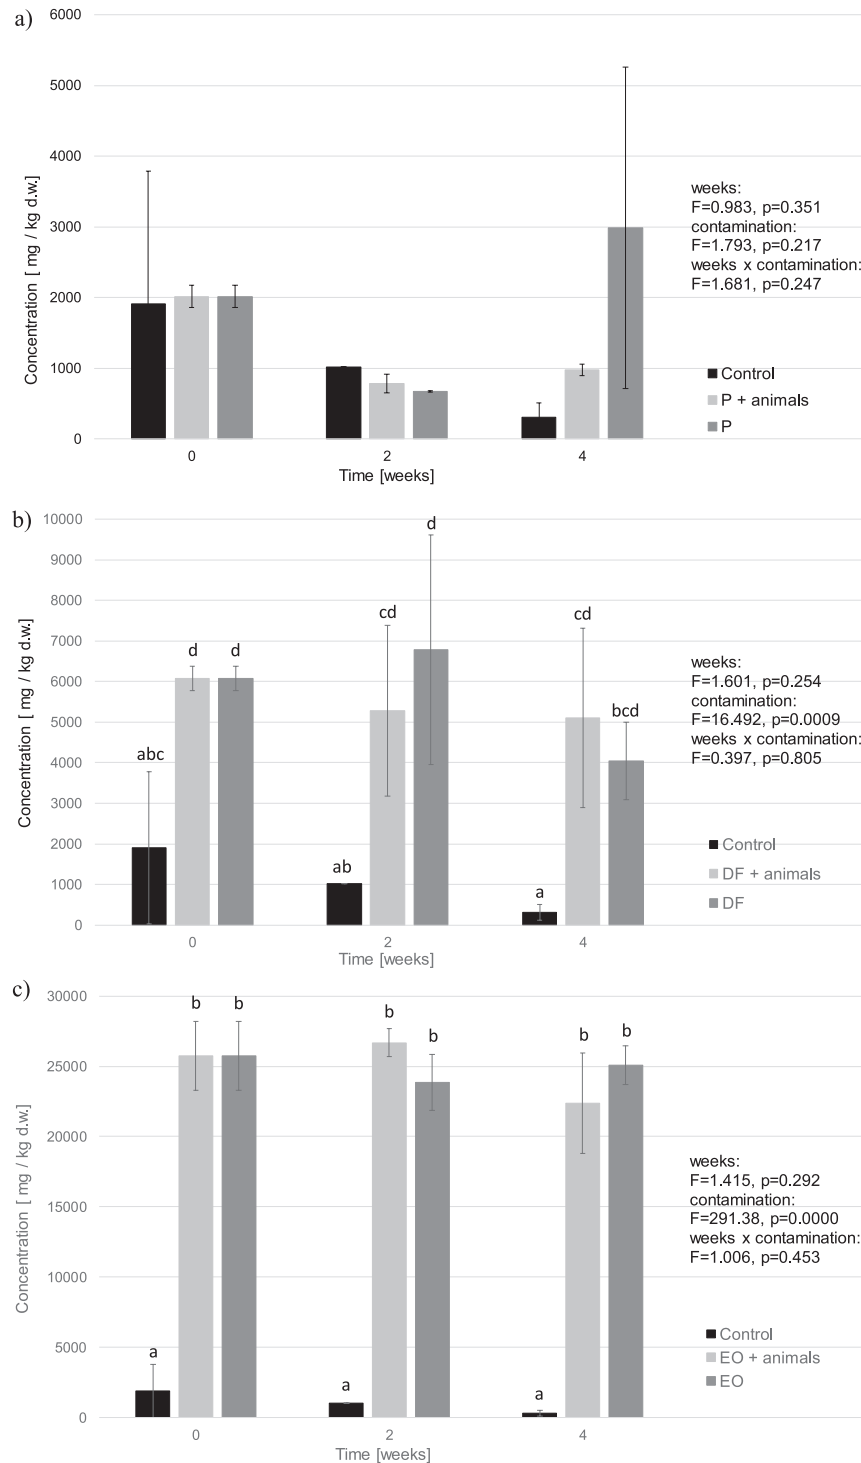 a)
6000
5000
4000
3000
2000
1000
0
Concentration [ mg / kg d.w.]
0
2
4
Time [weeks]
weeks:
F=0.983, p=0.351
contamination:
F=1.793, p=0.217
weeks x contamination:
F=1.681, p=0.247
Control
P + animals
P
b)
10000
9000
8000
7000
6000
5000
4000
3000
2000
1000
0
Concentration [ mg / kg d.w.]
abc
d
d
ab
cd
d
a
cd
bcd
0
2
4
Time [weeks]
weeks:
F=1.601, p=0.254
contamination:
F=16.492, p=0.0009
weeks x contamination:
F=0.397, p=0.805
Control
DF + animals
DF
c)
30000
25000
20000
15000
10000
5000
0
Concentration [ mg / kg d.w.]
a
b
b
a
b
b
a
b
b
0
2
4
Time [weeks]
weeks:
F=1.415, p=0.292
contamination:
F=291.38, p=0.0000
weeks x contamination:
F=1.006, p=0.453
Control
EO + animals
EO